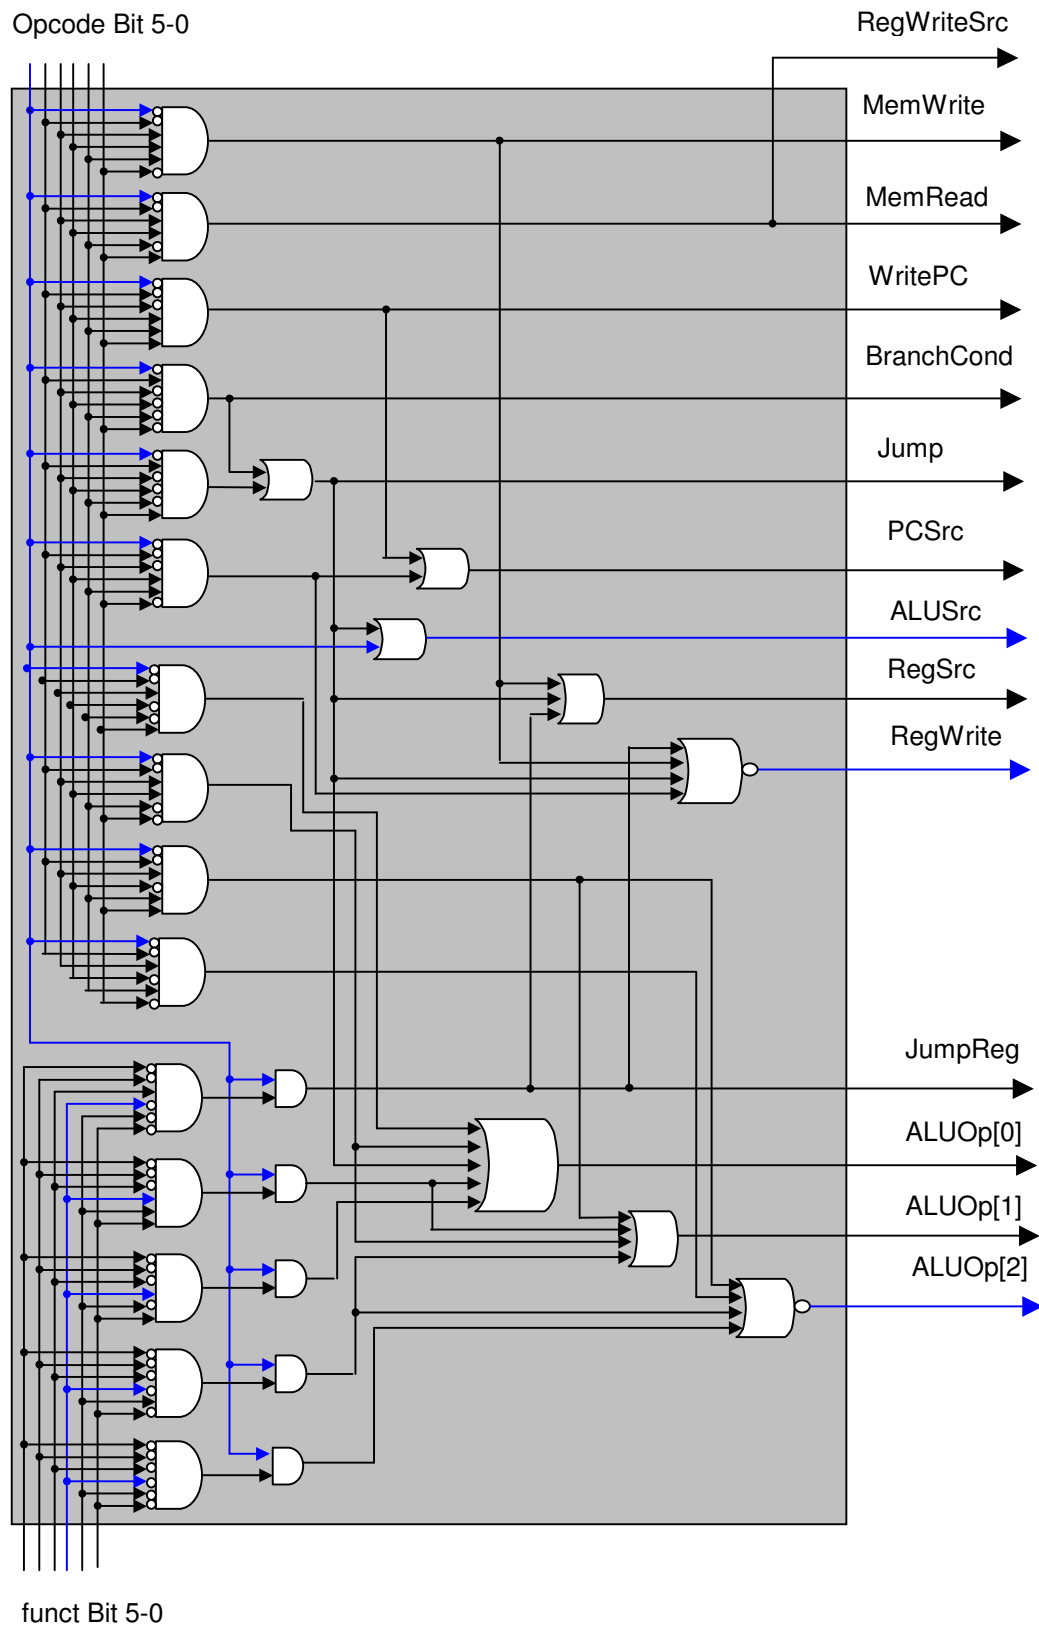 Opcode Bit 5-0
RegWriteSrc
MemWrite
MemRead
WritePC
BranchCond
Jump
PCSrc
ALUSrc
RegSrc
RegWrite
JumpReg
ALUOp[0]
ALUOp[1]
ALUOp[2]
funct Bit 5-0